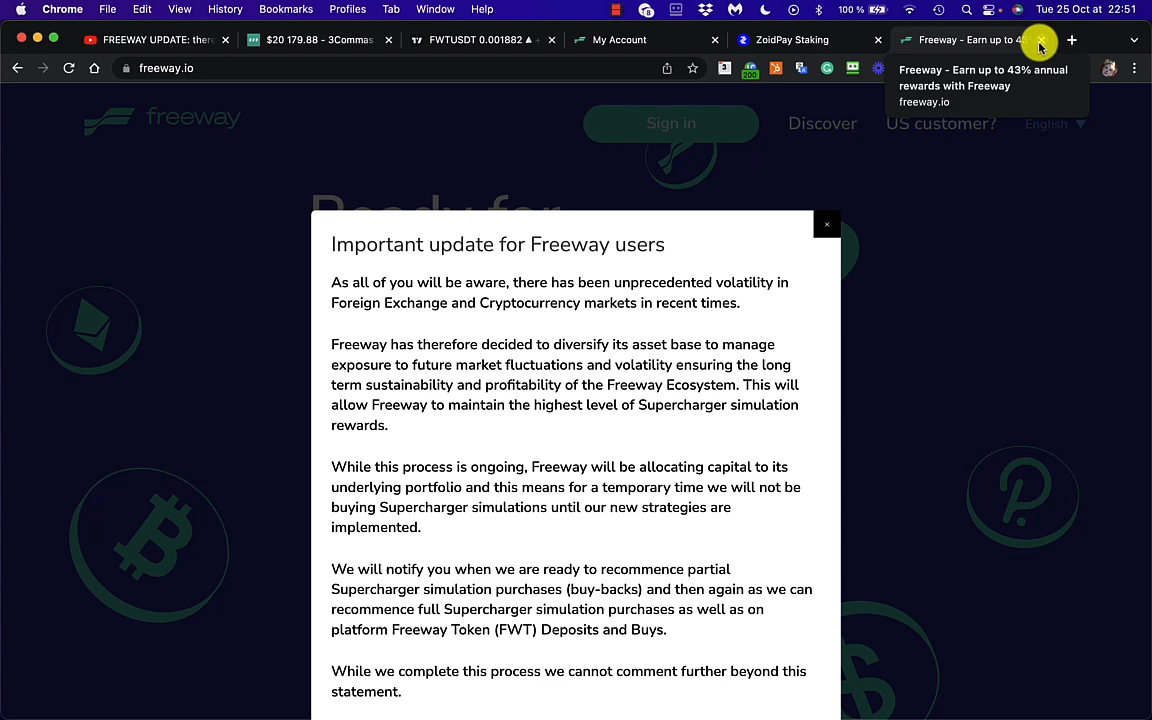 Chrome File Edit View History Bookmarks Profiles Tab Window Help 8 100 % Tue 25 Oct at 22:51
FREEWAY UPDATE: there $20 179.88 - 3Commas FWTUSDT 0.001882 ▲ My Account ZoidPay Staking Freeway - Earn up to 43
freeway.io 200
Freeway - Earn up to 43% annual
rewards with Freeway
freeway.io
freeway Sign in Discover US customer? English ▼
Ready for
Important update for Freeway users ×
As all of you will be aware, there has been unprecedented volatility in
Foreign Exchange and Cryptocurrency markets in recent times.
Freeway has therefore decided to diversify its asset base to manage
exposure to future market fluctuations and volatility ensuring the long
term sustainability and profitability of the Freeway Ecosystem. This will
allow Freeway to maintain the highest level of Supercharger simulation
rewards.
While this process is ongoing, Freeway will be allocating capital to its
underlying portfolio and this means for a temporary time we will not be
buying Supercharger simulations until our new strategies are
implemented.
We will notify you when we are ready to recommence partial
Supercharger simulation purchases (buy-backs) and then again as we can
recommence full Supercharger simulation purchases as well as on
platform Freeway Token (FWT) Deposits and Buys.
While we complete this process we cannot comment further beyond this
statement.